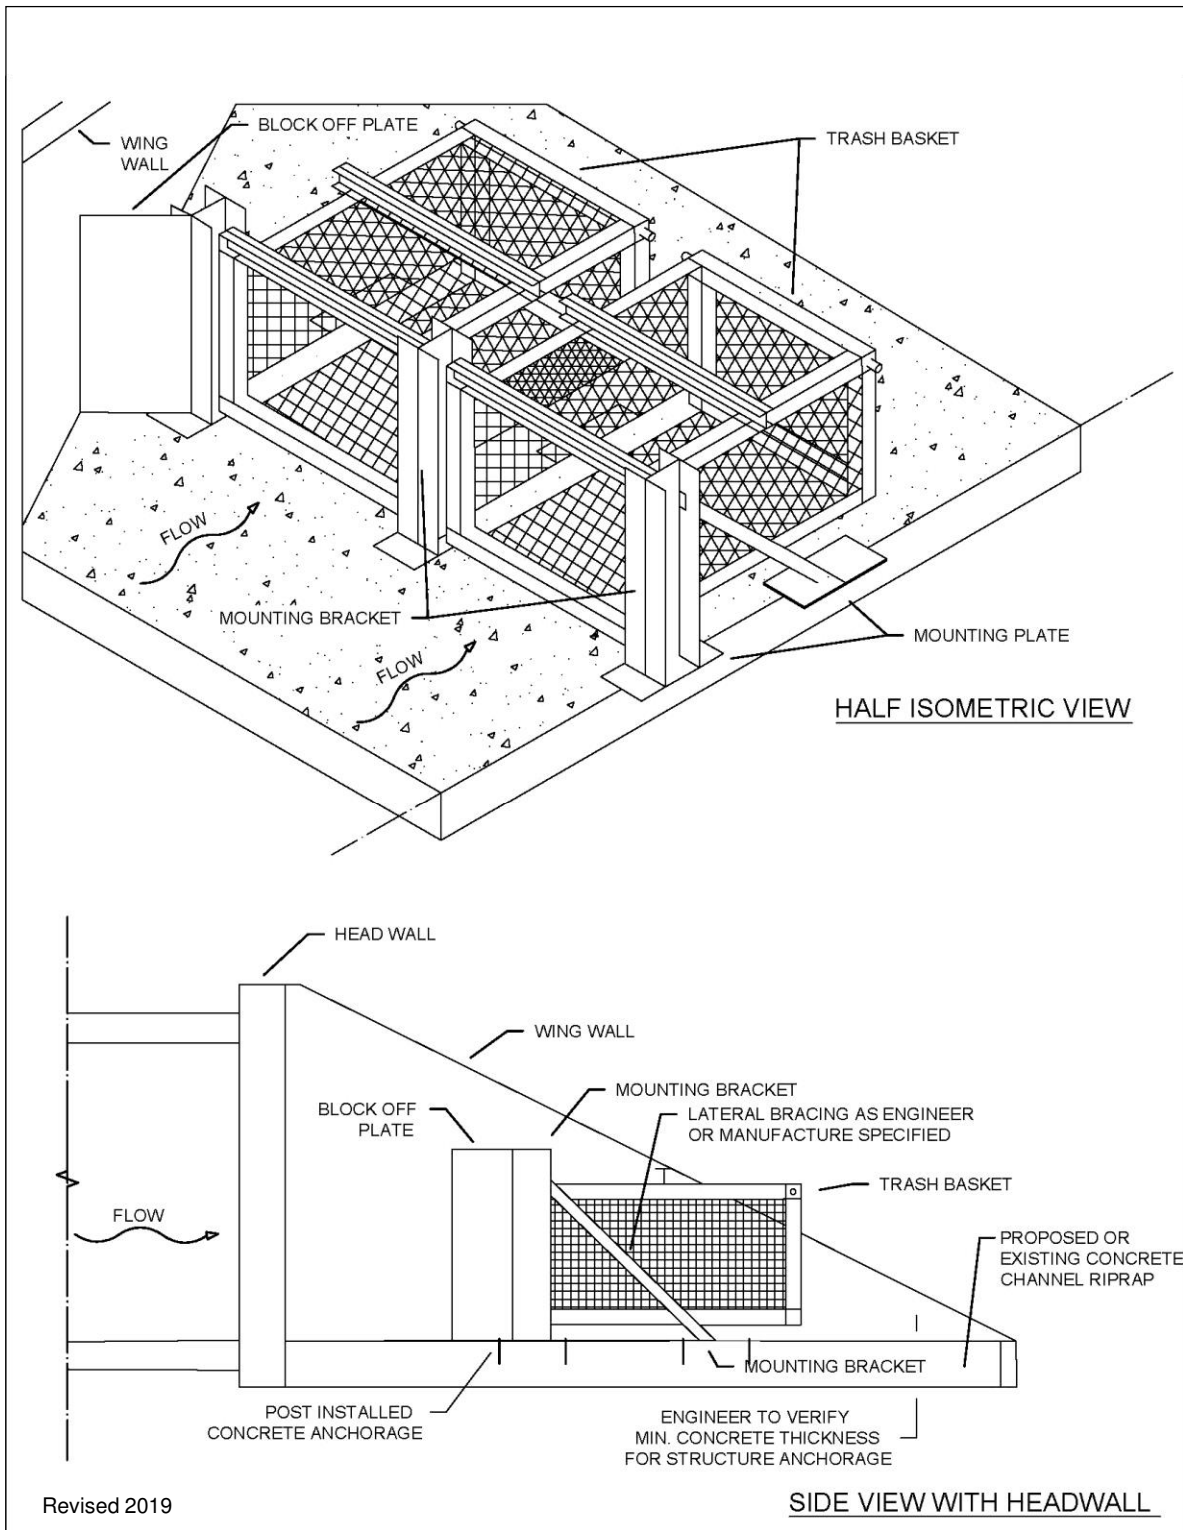 BLOCK OFF PLATE
WING
WALL
TRASH BASKET
FLOW
MOUNTING BRACKET
FLOW
MOUNTING PLATE
HALF ISOMETRIC VIEW
HEAD WALL
WING WALL
MOUNTING BRACKET
BLOCK OFF
PLATE
LATERAL BRACING AS ENGINEER
OR MANUFACTURE SPECIFIED
TRASH BASKET
FLOW
PROPOSED OR
EXISTING CONCRETE
CHANNEL RIPRAP
MOUNTING BRACKET
POST INSTALLED
CONCRETE ANCHORAGE
ENGINEER TO VERIFY
MIN. CONCRETE THICKNESS
FOR STRUCTURE ANCHORAGE
Revised 2019
SIDE VIEW WITH HEADWALL